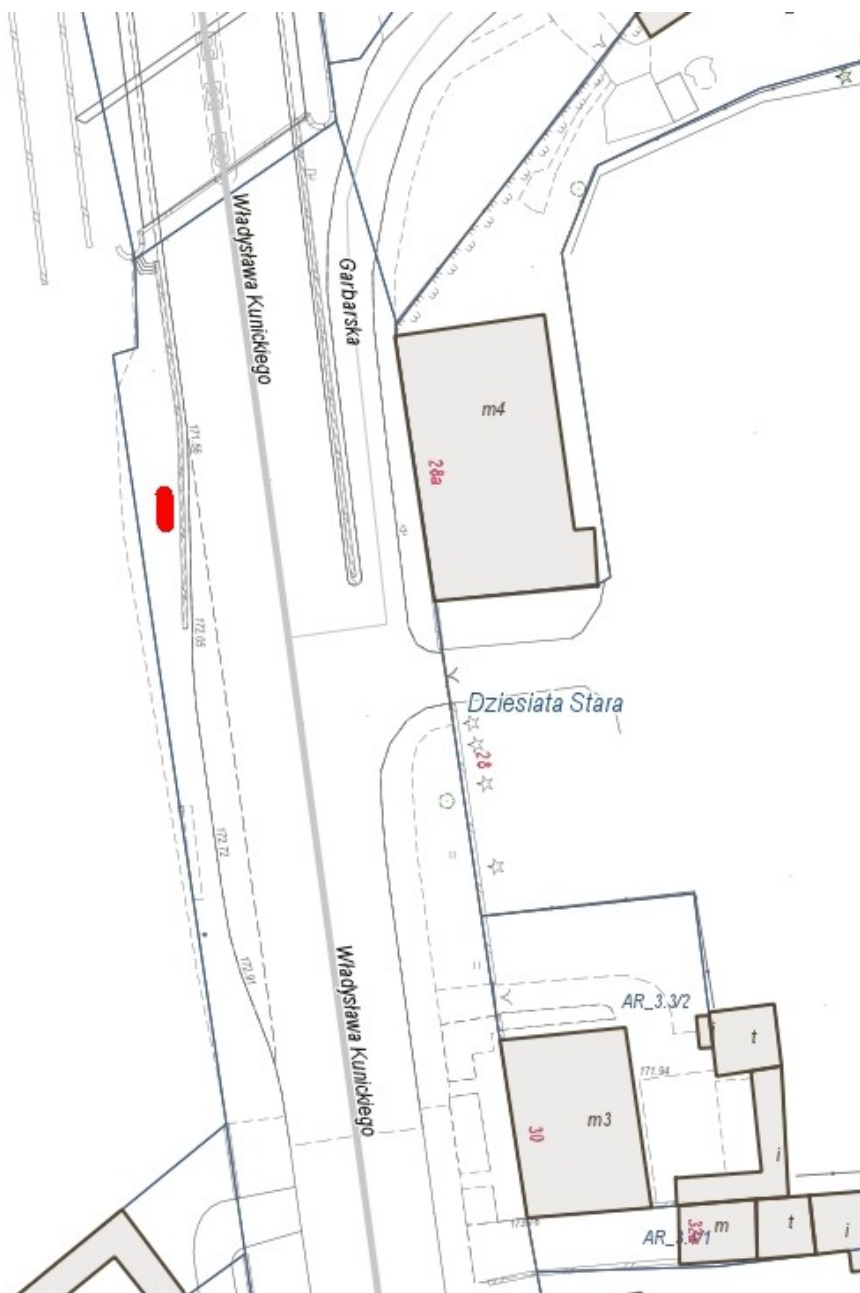 Władysława Kunickiego
Garbarska
m4
171.56
28a
172.05
Dziesiata Stara
28
172.72
172.91
Władysława Kunickiego
AR_3.3/2
t
171.94
m3
30
i
m
t
i